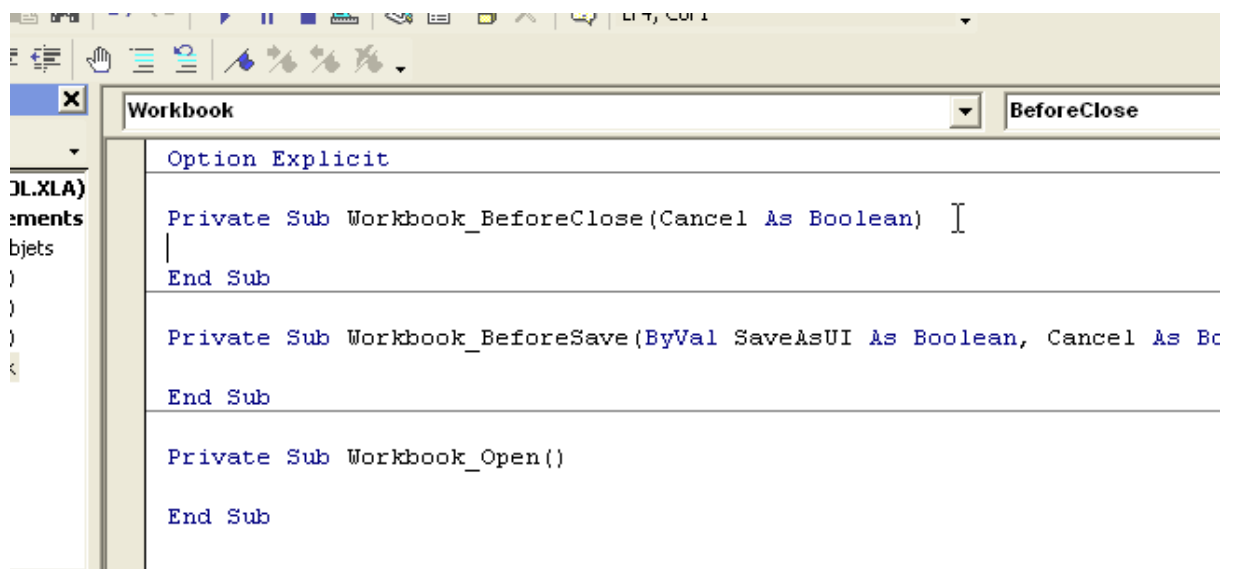 Workbook
BeforeClose
OL.XLA)
ements
bjets
)
)
)
Option Explicit
Private Sub Workbook_BeforeClose(Cancel As Boolean)
End Sub
Private Sub Workbook_BeforeSave(ByVal SaveAsUI As Boolean, Cancel As Bo
End Sub
Private Sub Workbook_Open()
End Sub